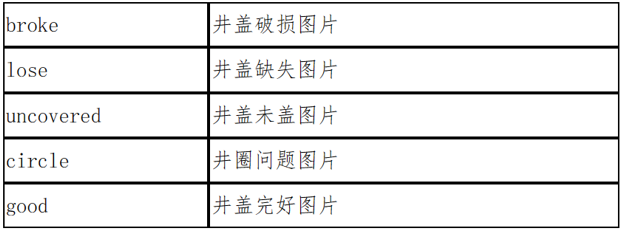 broke 井盖破损图片
lose 井盖缺失图片
uncovered 井盖未盖图片
circle 井圈问题图片
good 井盖完好图片